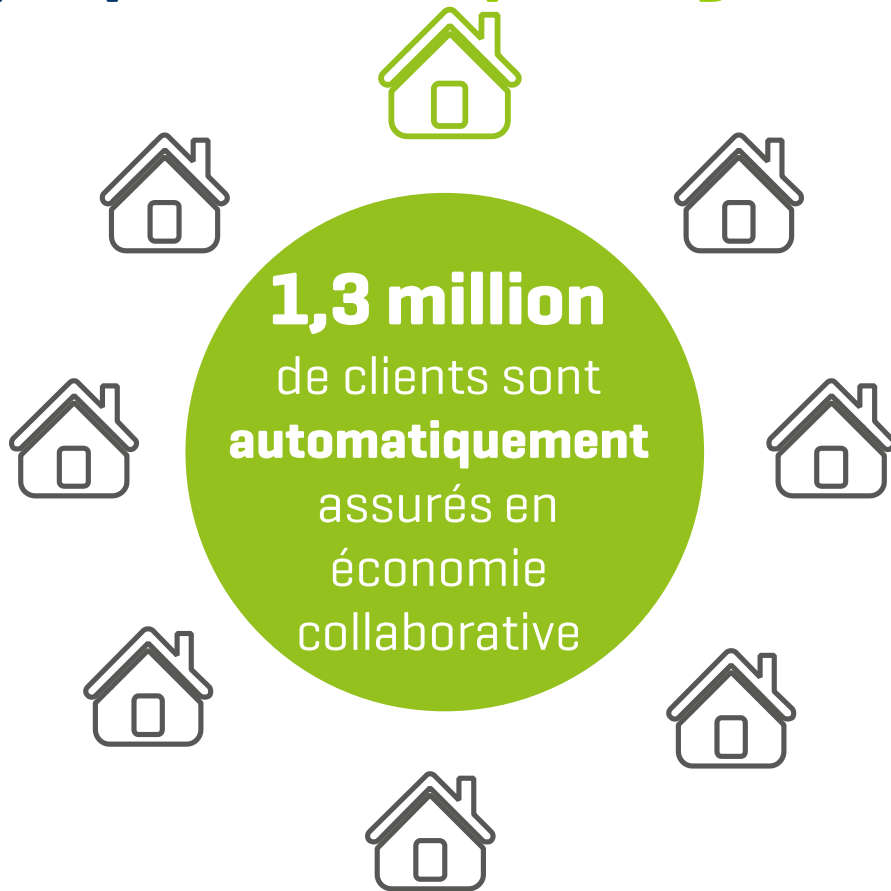 1,3 million
de clients sont
automatiquement
assurés en
économie
collaborative